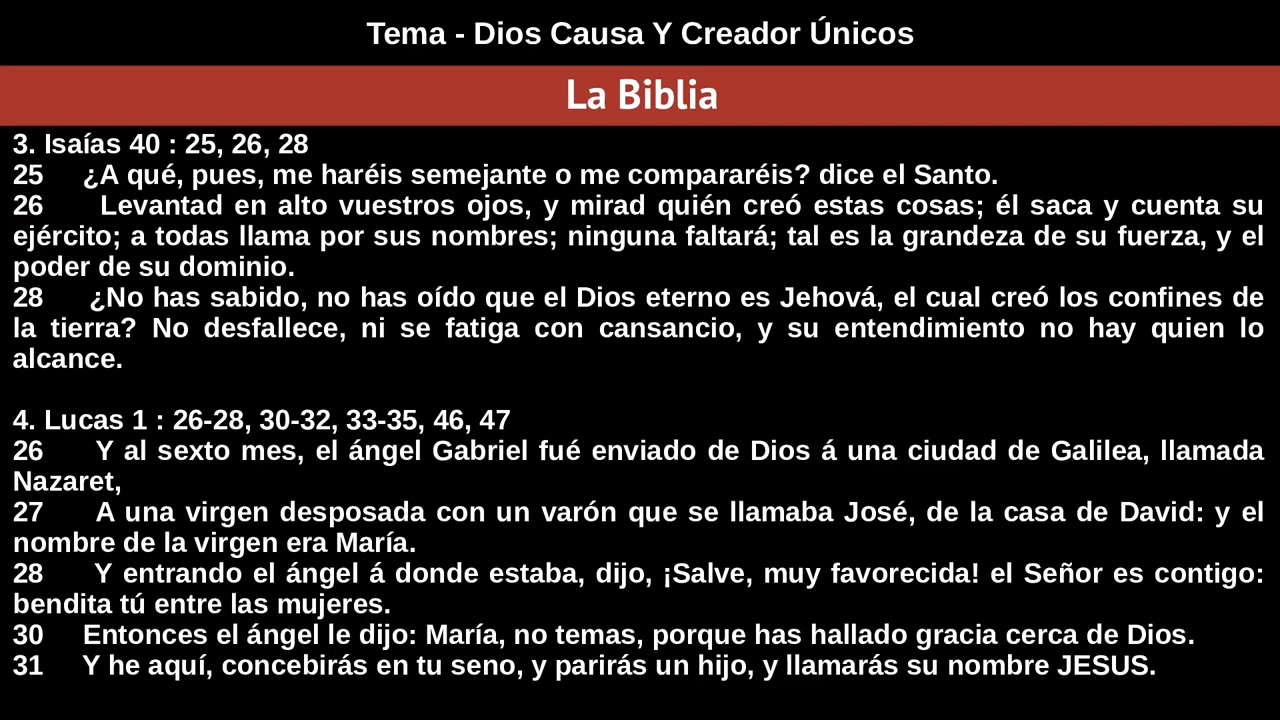 Tema - Dios Causa Y Creador Únicos
La Biblia
3. Isaías 40 : 25, 26, 28
25 ¿A qué, pues, me haréis semejante o me compararéis? dice el Santo.
26 Levantad en alto vuestros ojos, y mirad quién creó estas cosas; él saca y cuenta su
ejército; a todas llama por sus nombres; ninguna faltará; tal es la grandeza de su fuerza, y el
poder de su dominio.
28 ¿No has sabido, no has oído que el Dios eterno es Jehová, el cual creó los confines de
la tierra? No desfallece, ni se fatiga con cansancio, y su entendimiento no hay quien lo
alcance.
4. Lucas 1 : 26-28, 30-32, 33-35, 46, 47
26 Y al sexto mes, el ángel Gabriel fué enviado de Dios á una ciudad de Galilea, llamada
Nazaret,
27 A una virgen desposada con un varón que se llamaba José, de la casa de David: y el
nombre de la virgen era María.
28 Y entrando el ángel á donde estaba, dijo, ¡Salve, muy favorecida! el Señor es contigo:
bendita tú entre las mujeres.
30 Entonces el ángel le dijo: María, no temas, porque has hallado gracia cerca de Dios.
31 Y he aquí, concebirás en tu seno, y parirás un hijo, y llamarás su nombre JESUS.